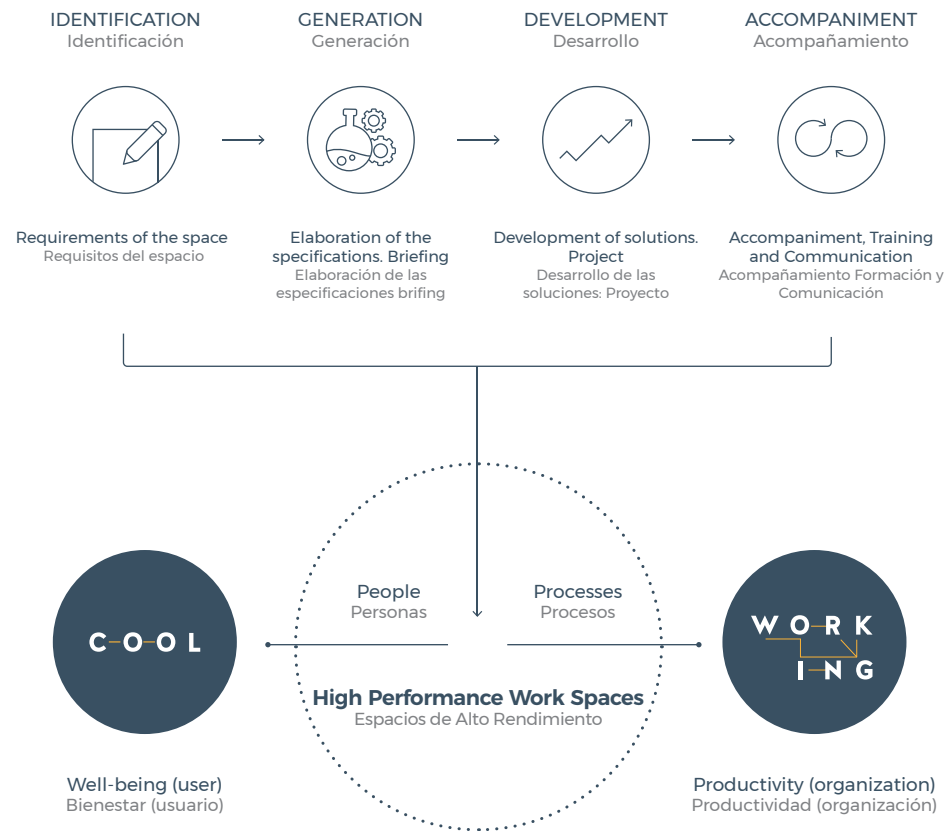 IDENTIFICATION
Identificación
GENERATION
Generación
DEVELOPMENT
Desarrollo
ACCOMPANIMENT
Acompañamiento
Requirements of the space
Requisitos del espacio
Elaboration of the
specifications. Briefing
Elaboración de las
especificaciones brifing
Development of solutions.
Project
Desarrollo de las
soluciones: Proyecto
Accompaniment, Training
and Communication
Acompañamiento Formación y
Comunicación
People
Personas
Processes
Procesos
COOL
WORK
ING
High Performance Work Spaces
Espacios de Alto Rendimiento
Well-being (user)
Bienestar (usuario)
Productivity (organization)
Productividad (organización)